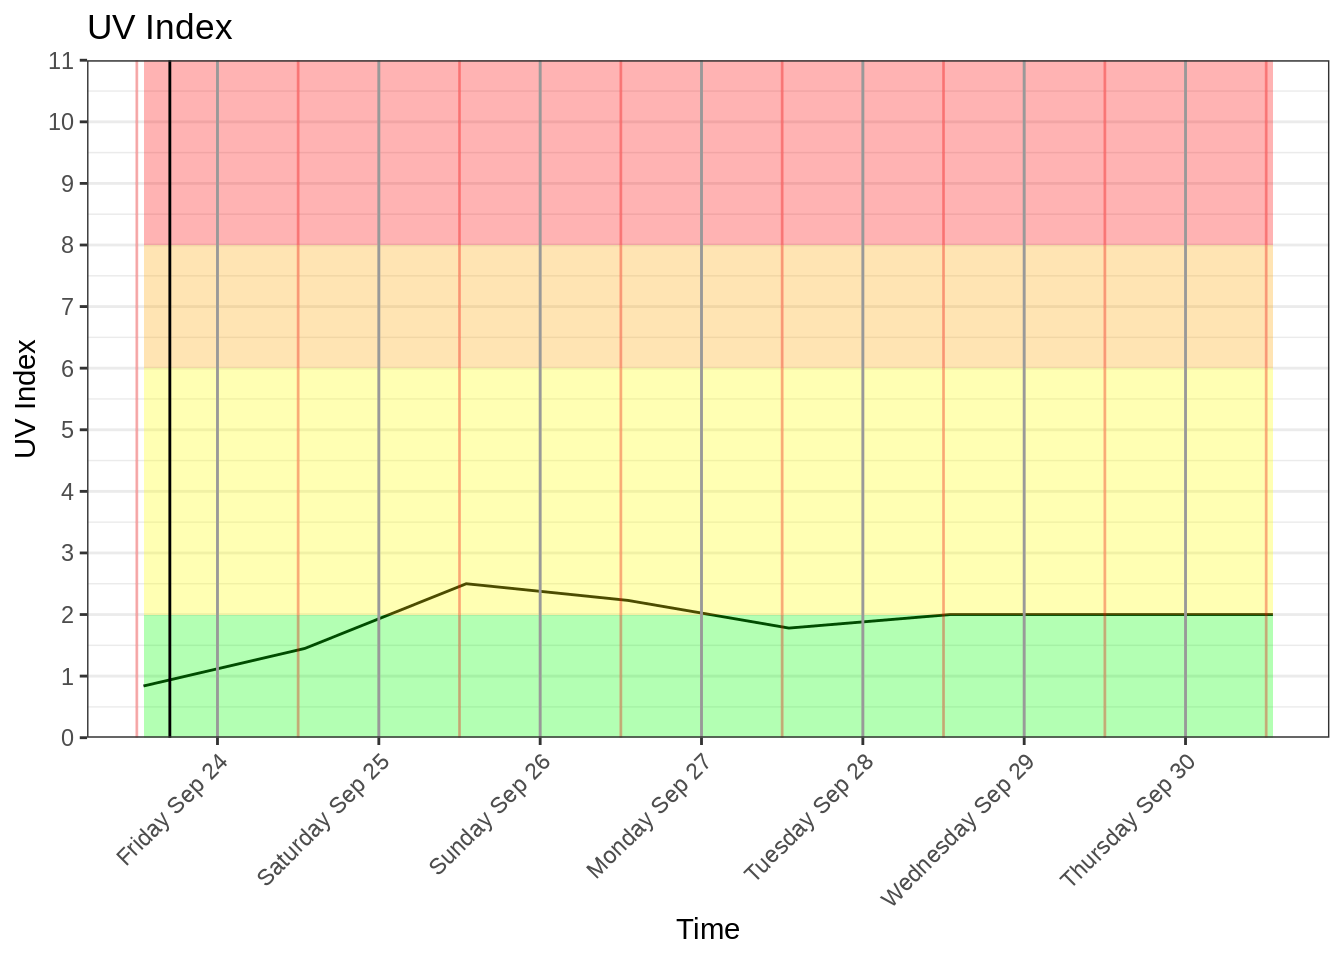 UV Index
11
10
9
8
7
6
5
4
3
2
1
0
UV Index
Friday Sep 24
Saturday Sep 25
Sunday Sep 26
Monday Sep 27
Tuesday Sep 28
Wednesday Sep 29
Thursday Sep 30
Time